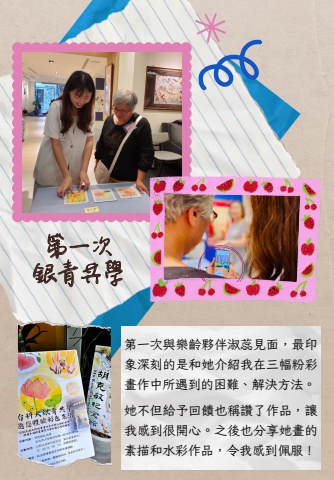 第一次
銀青共學
第一次與樂齡夥伴淑蕊見面，最印
象深刻的是和她介紹我在三幅粉彩
畫作中所遇到的困難、解決方法。
她不但給予回饋也稱讚了作品，讓
我感到很開心。之後也分享她畫的
素描和水彩作品，令我感到佩服！